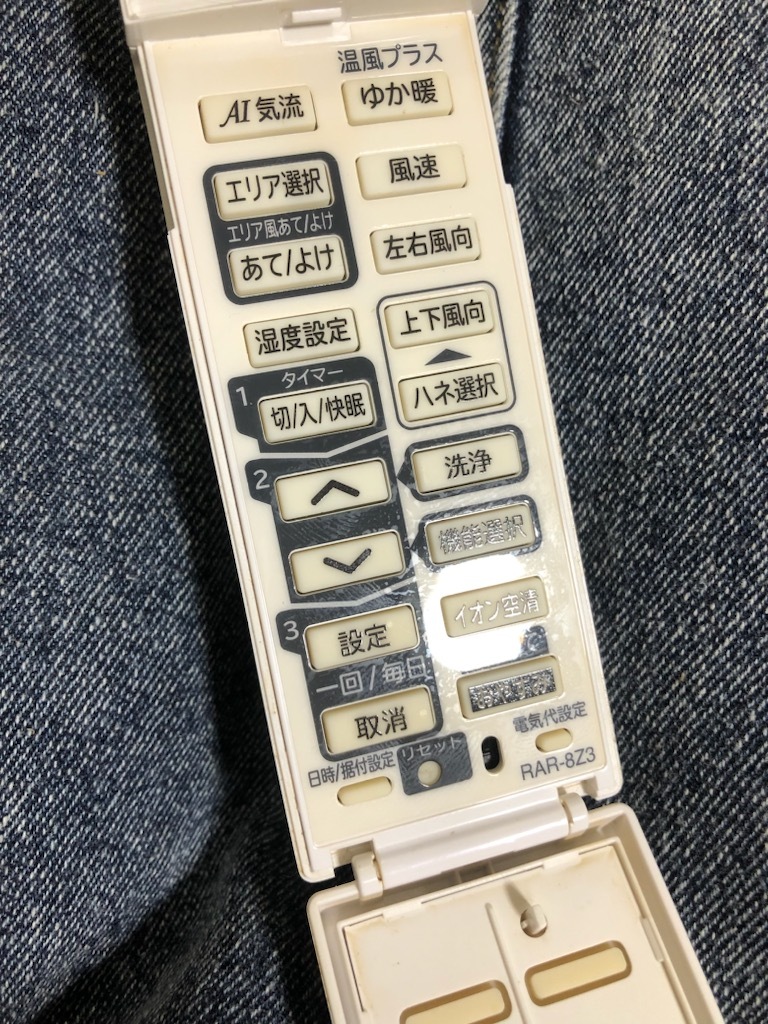 温風プラス
AI 気流
ゆか暖
エリア選択
風速
エリア風あて/よけ
あて/よけ
左右風向
湿度設定
上下風向
1
タイマー
切/入/快眠
ハネ選択
2
洗浄
機能選択
イオン空清
3
設定
一回/毎日
取消
電気代設定
日時/据付設定
リセット
RAR-8Z3